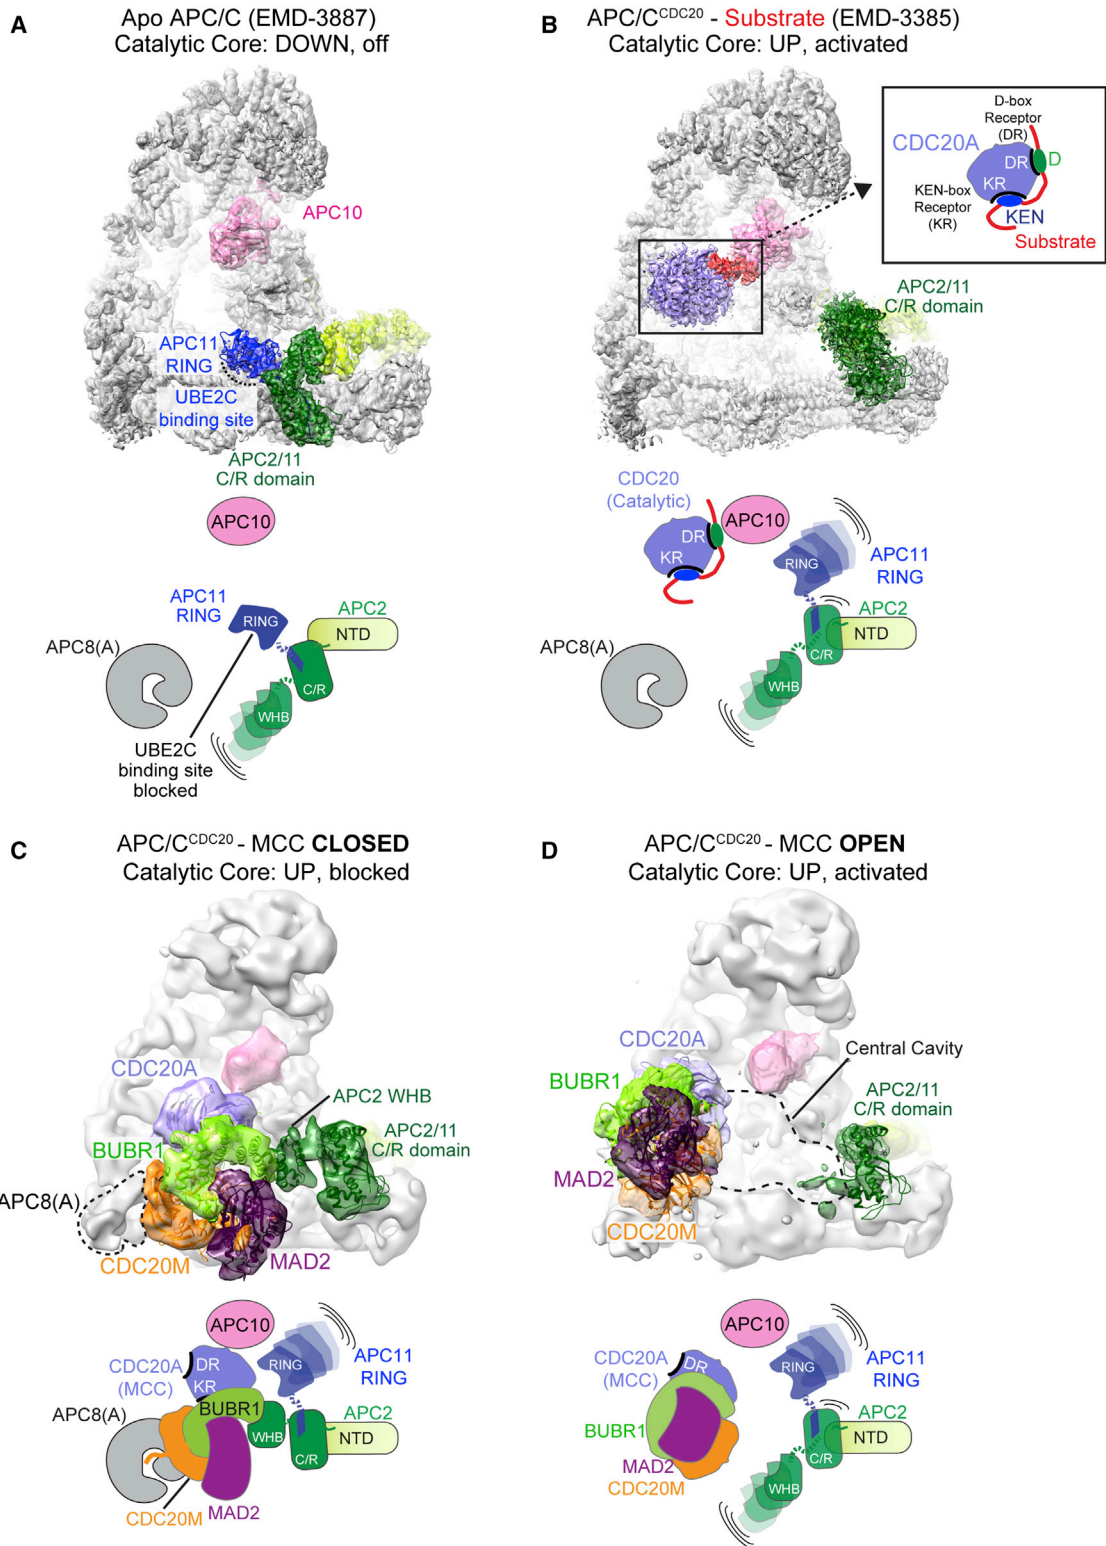 A
Apo APC/C (EMD-3887)
Catalytic Core: DOWN, off
APC10
APC11
RING
UBE2C
binding site
APC2/11
C/R domain
APC10
APC11
RING
RING
APC2
NTD
APC8(A)
C/R
WHB
UBE2C
binding site
blocked
B
APC/C^CDC20 - Substrate (EMD-3385)
Catalytic Core: UP, activated
D-box
Receptor
(DR)
CDC20A
DR
D
KR
KEN-box
Receptor
(KR)
KEN
Substrate
APC2/11
C/R domain
CDC20
(Catalytic)
APC10
DR
KR
RING
APC11
RING
APC2
NTD
APC8(A)
C/R
WHB
C
APC/C^CDC20 - MCC CLOSED
Catalytic Core: UP, blocked
CDC20A
APC2 WHB
BUBR1
APC2/11
C/R domain
APC8(A)
CDC20M
MAD2
APC10
CDC20A
(MCC)
DR
KR
RING
APC11
RING
BUBR1
APC8(A)
APC2
WHB
NTD
C/R
MAD2
CDC20M
D
APC/C^CDC20 - MCC OPEN
Catalytic Core: UP, activated
CDC20A
Central Cavity
BUBR1
APC2/11
C/R domain
MAD2
CDC20M
APC10
CDC20A
(MCC)
DR
RING
APC11
RING
BUBR1
APC2
NTD
MAD2
C/R
CDC20M
WHB